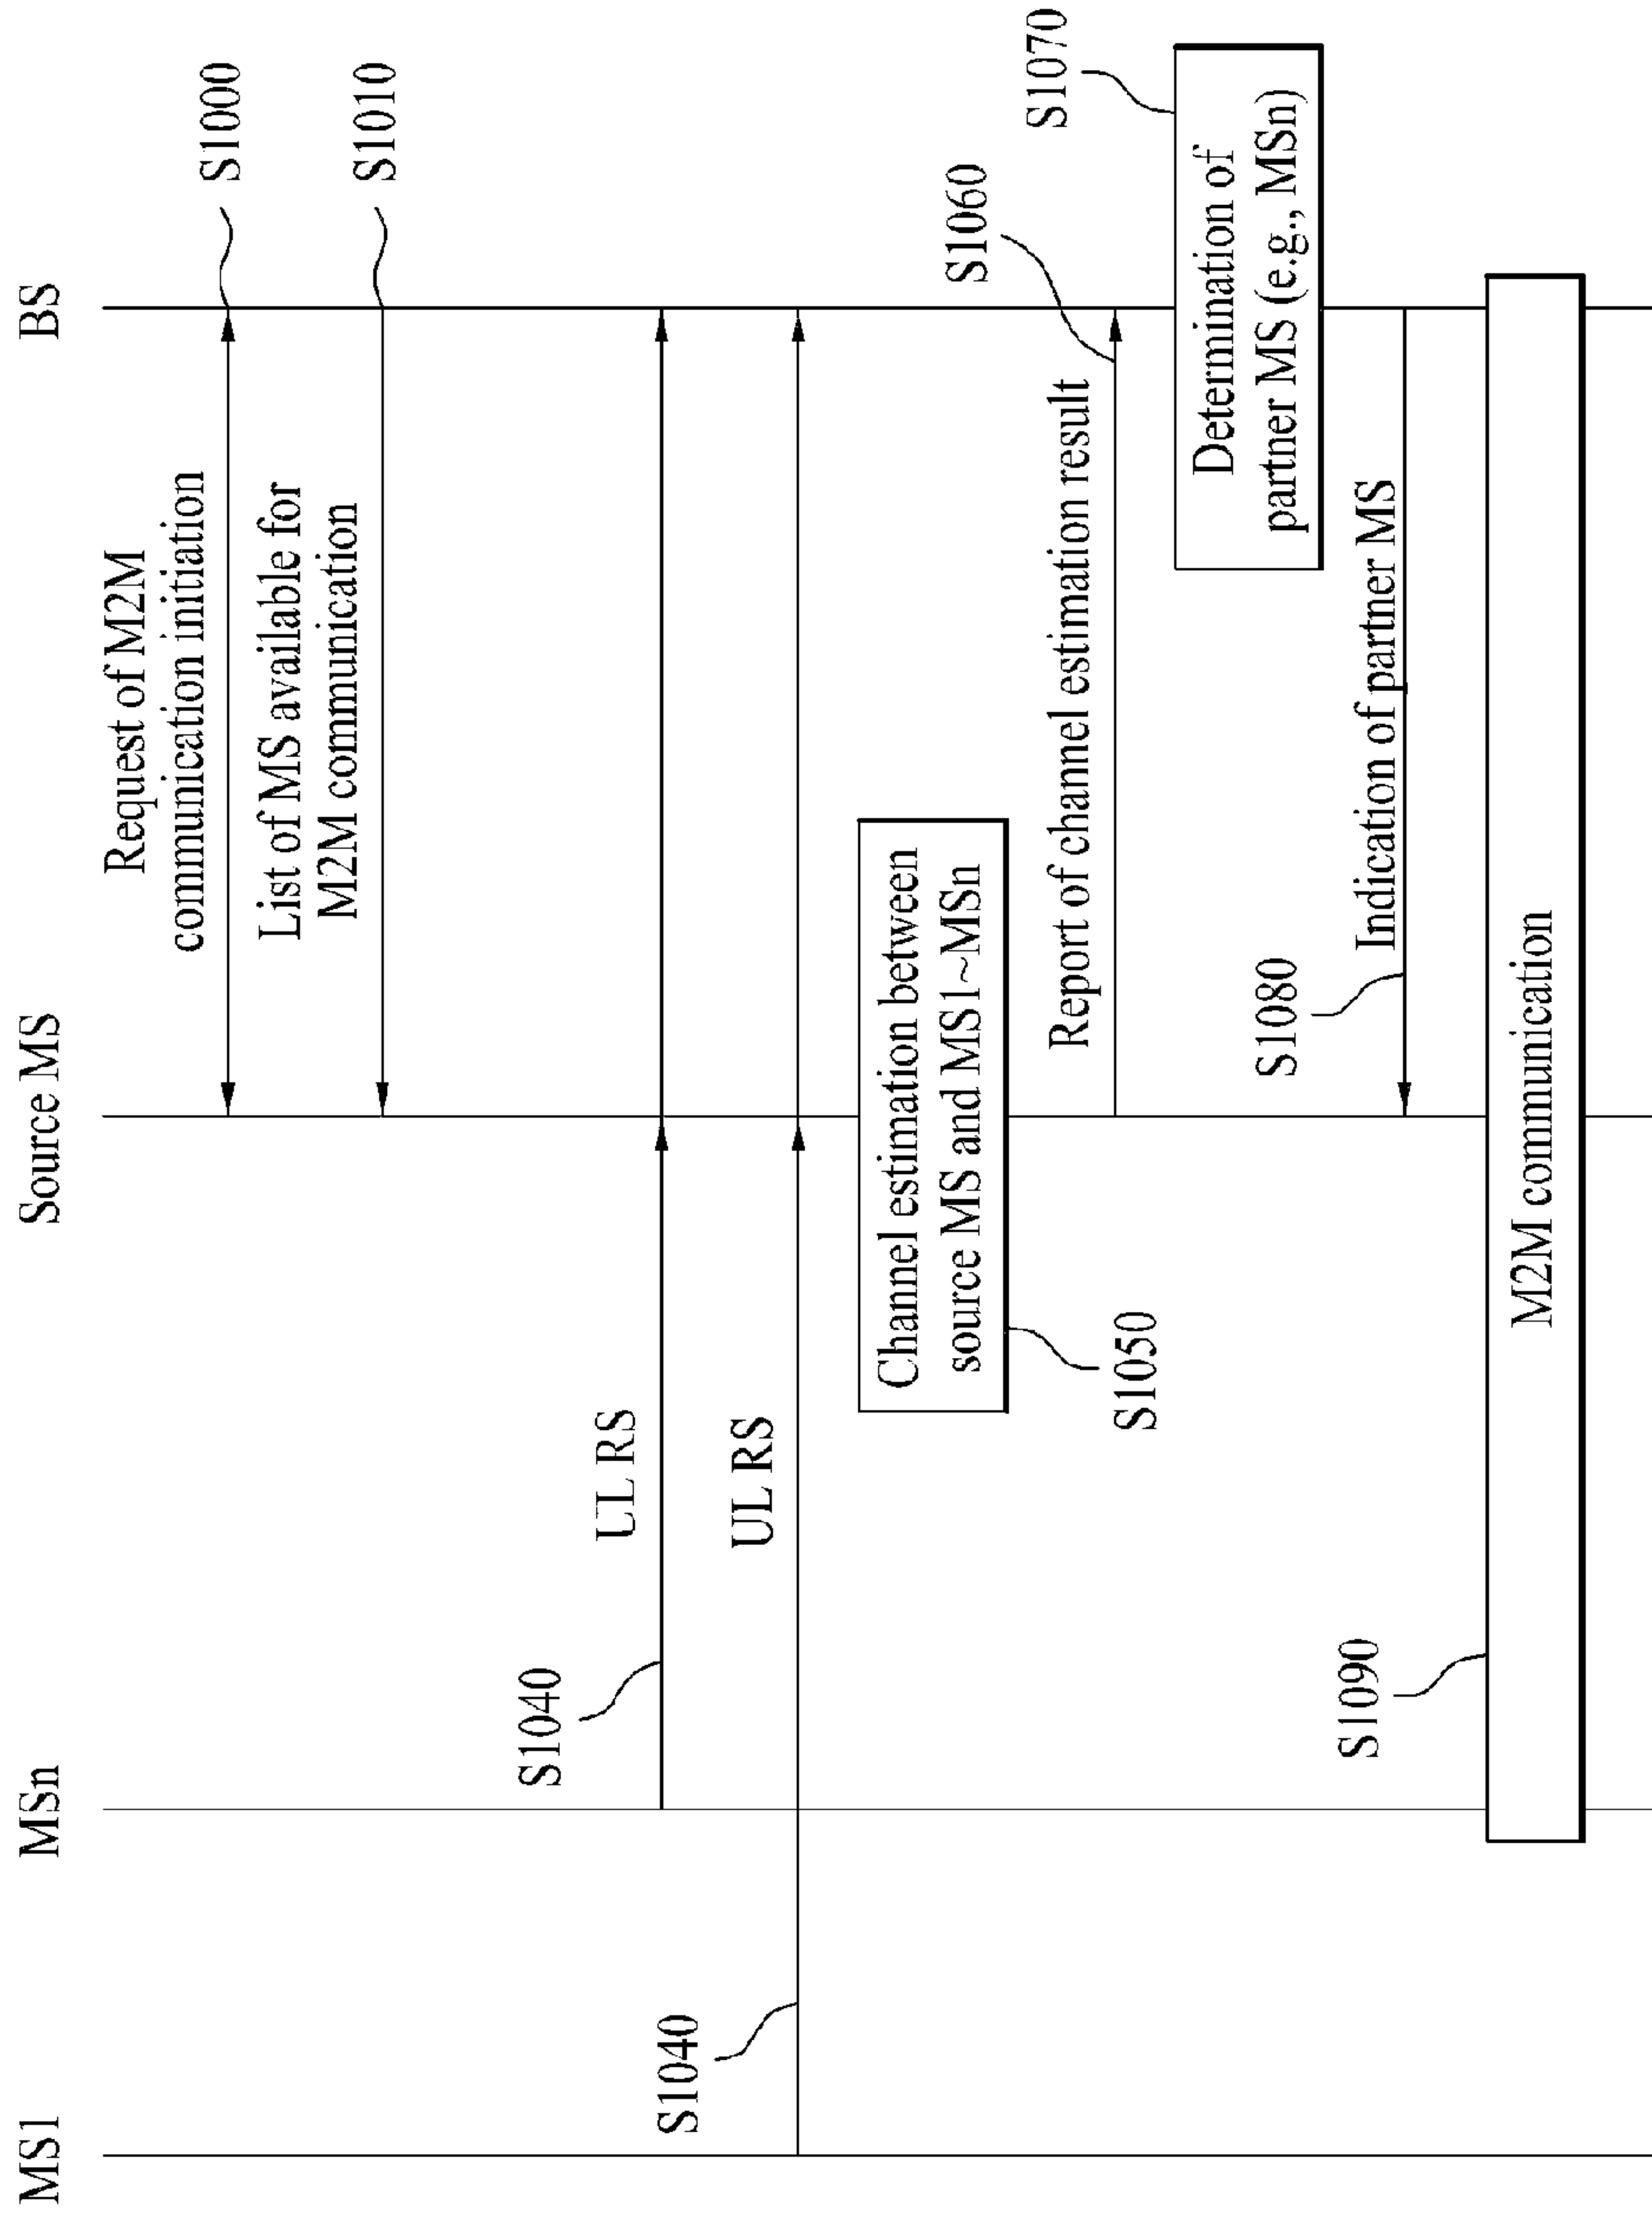 MS1
MSn
Source MS
BS
Request of M2M
communication initiation
S1000
List of MS available for
M2M communication
S1010
S1040
UL RS
S1040
UL RS
Channel estimation between
source MS and MS1~MSn
S1050
Report of channel estimation result
S1060
Determination of
partner MS (e.g., MSn)
S1070
S1080
Indication of partner MS
S1090
M2M communication